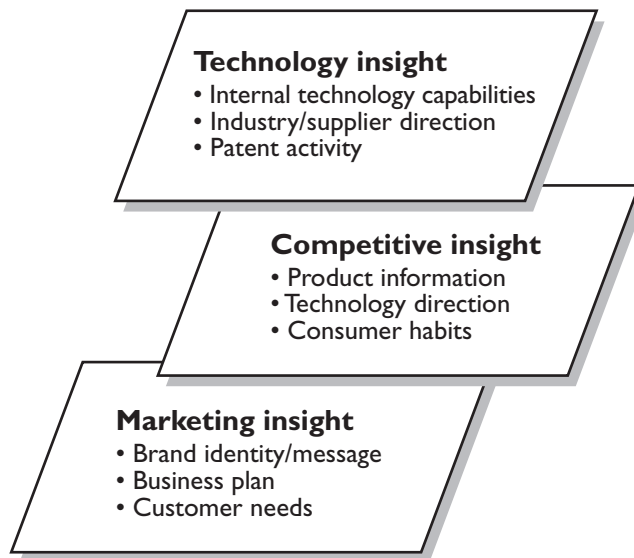 Technology insight
• Internal technology capabilities
• Industry/supplier direction
• Patent activity
Competitive insight
• Product information
• Technology direction
• Consumer habits
Marketing insight
• Brand identity/message
• Business plan
• Customer needs